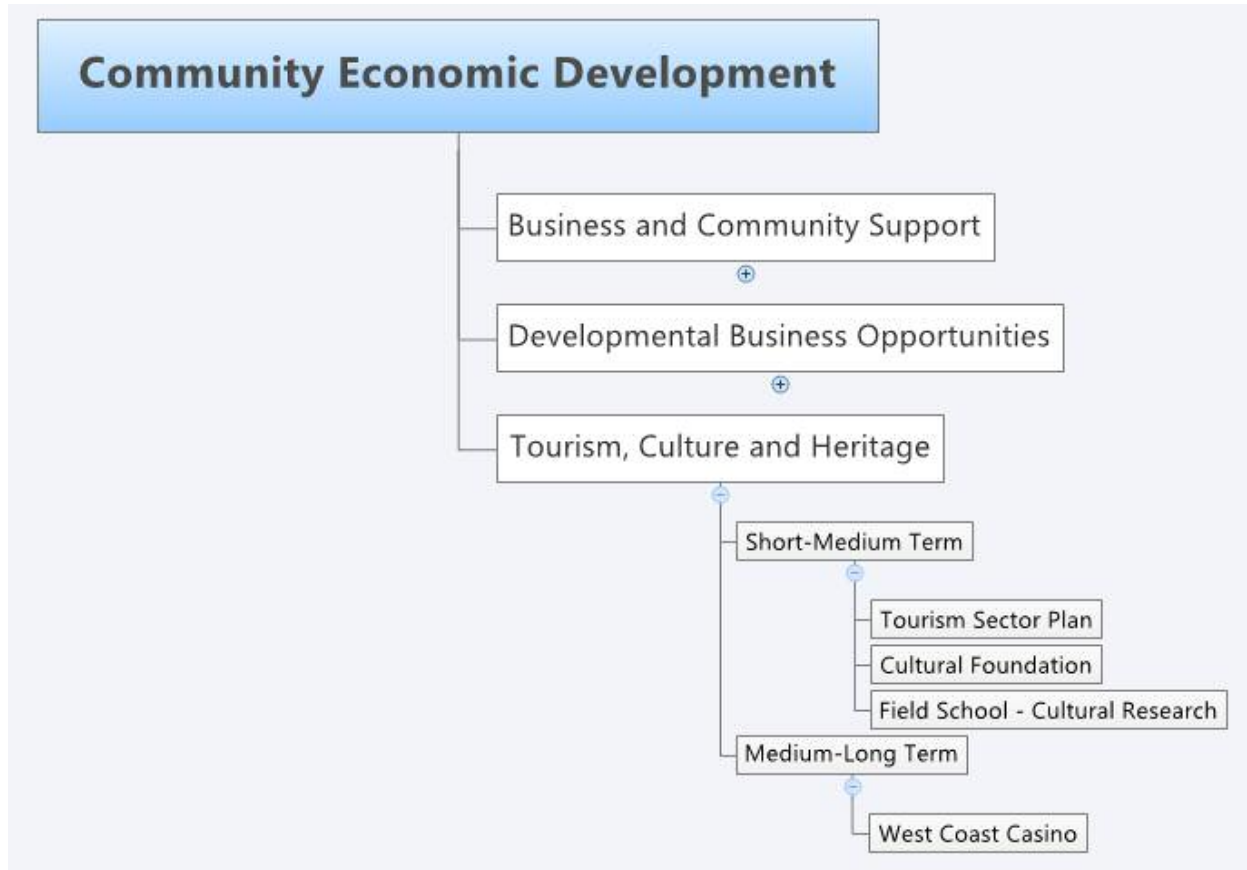 Community Economic Development
Business and Community Support
Developmental Business Opportunities
Tourism, Culture and Heritage
Short-Medium Term
Tourism Sector Plan
Cultural Foundation
Field School - Cultural Research
Medium-Long Term
West Coast Casino